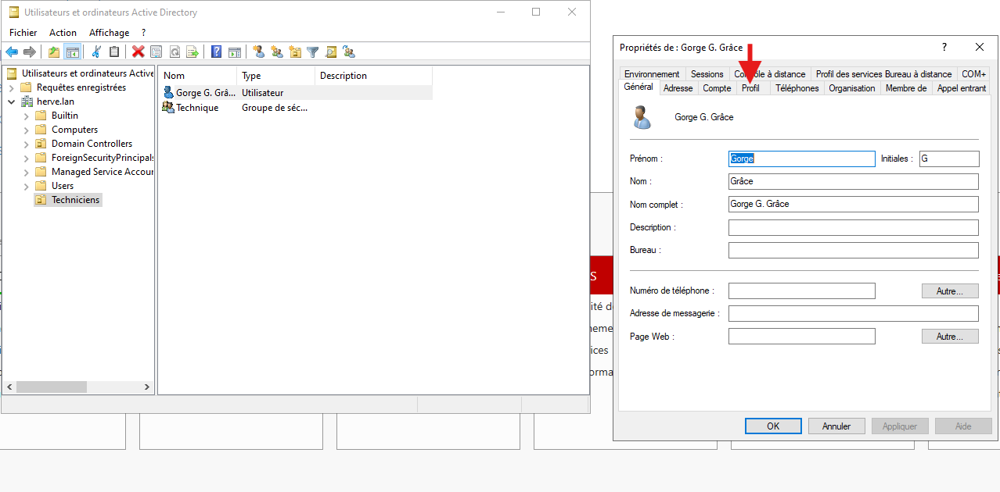 Utilisateurs et ordinateurs Active Directory
Fichier Action Affichage ?
Utilisateurs et ordinateurs Active
Requêtes enregistrées
herve.lan
Builtin
Computers
Domain Controllers
ForeignSecurityPrincipals
Managed Service Accour
Users
Techniciens
Nom Type Description
Gorge G. Grâ... Utilisateur
Technique Groupe de séc...
Propriétés de : Gorge G. Grâce ?
Environnement Sessions Contrôle à distance Profil des services Bureau à distance COM+
Général Adresse Compte Profil Téléphones Organisation Membre de Appel entrant
Gorge G. Grâce
Prénom : Gorge Initiales : G
Nom : Grâce
Nom complet : Gorge G. Grâce
Description :
Bureau :
Numéro de téléphone : Autre...
Adresse de messagerie :
Page Web : Autre...
OK Annuler Appliquer Aide